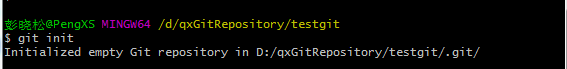 彭晓松@PengXS MINGW64 /d/qxGitRepository/testgit
$ git init
Initialized empty Git repository in D:/qxGitRepository/testgit/.git/